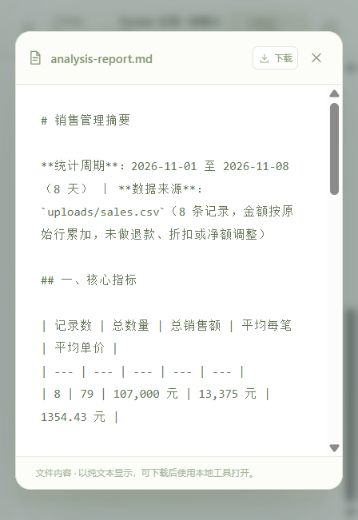 analysis-report.md
下载
# 销售管理摘要
**统计周期**: 2026-11-01 至 2026-11-08
（8 天） | **数据来源**:
`uploads/sales.csv`（8 条记录，金额按原
始行累加，未做退款、折扣或净额调整）
## 一、核心指标
| 记录数 | 总数量 | 总销售额 | 平均每笔
| 平均单价 |
| --- | --- | --- | --- | --- |
| 8 | 79 | 107,000 元 | 13,375 元 |
1354.43 元 |
文件内容 · 以纯文本显示，可下载后使用本地工具打开。